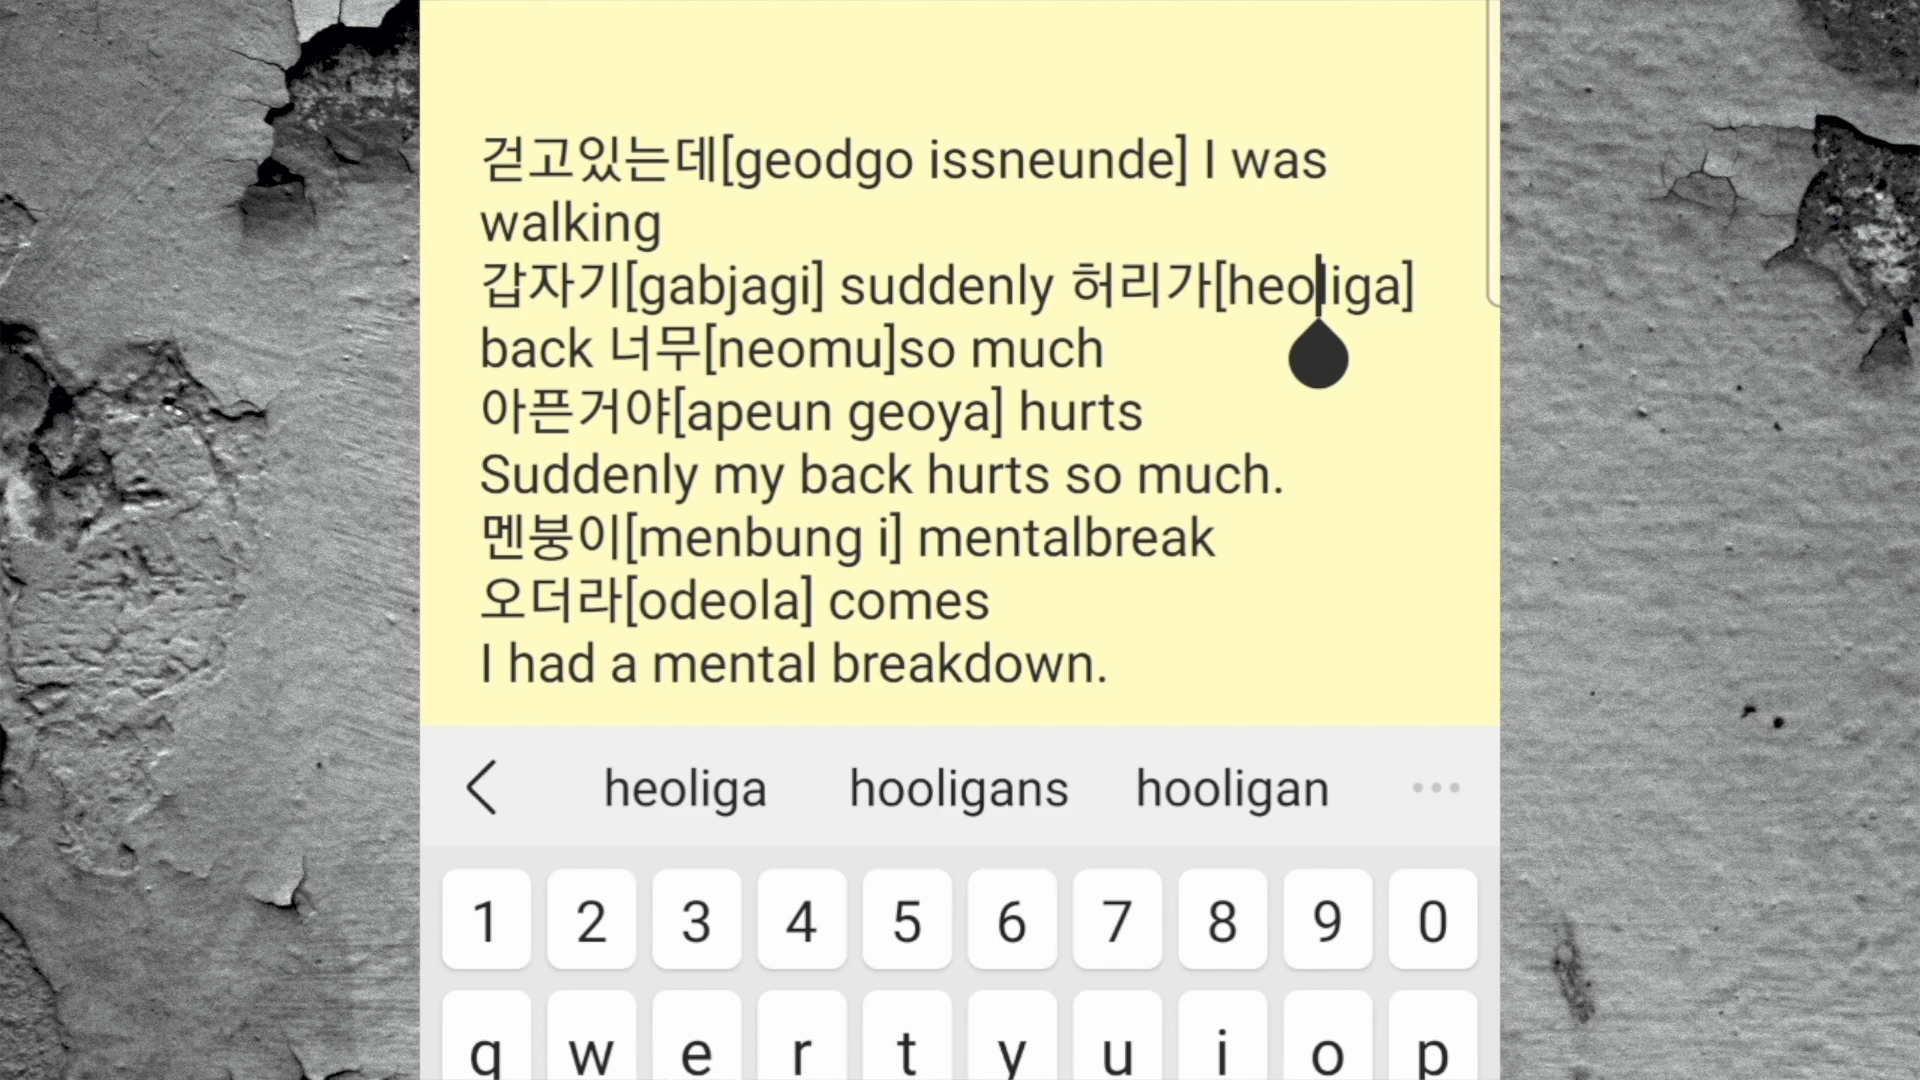 걷고있는데[geodgo issneunde] I was
walking
갑자기[gabjagi] suddenly 허리가[heoliga]
back 너무[neomu]so much
아픈거야[apeun geoya] hurts
Suddenly my back hurts so much.
멘붕이[menbung i] mentalbreak
오더라[odeola] comes
I had a mental breakdown.
heoliga hooligans hooligan
1 2 3 4 5 6 7 8 9 0
q w e r t y u i o p